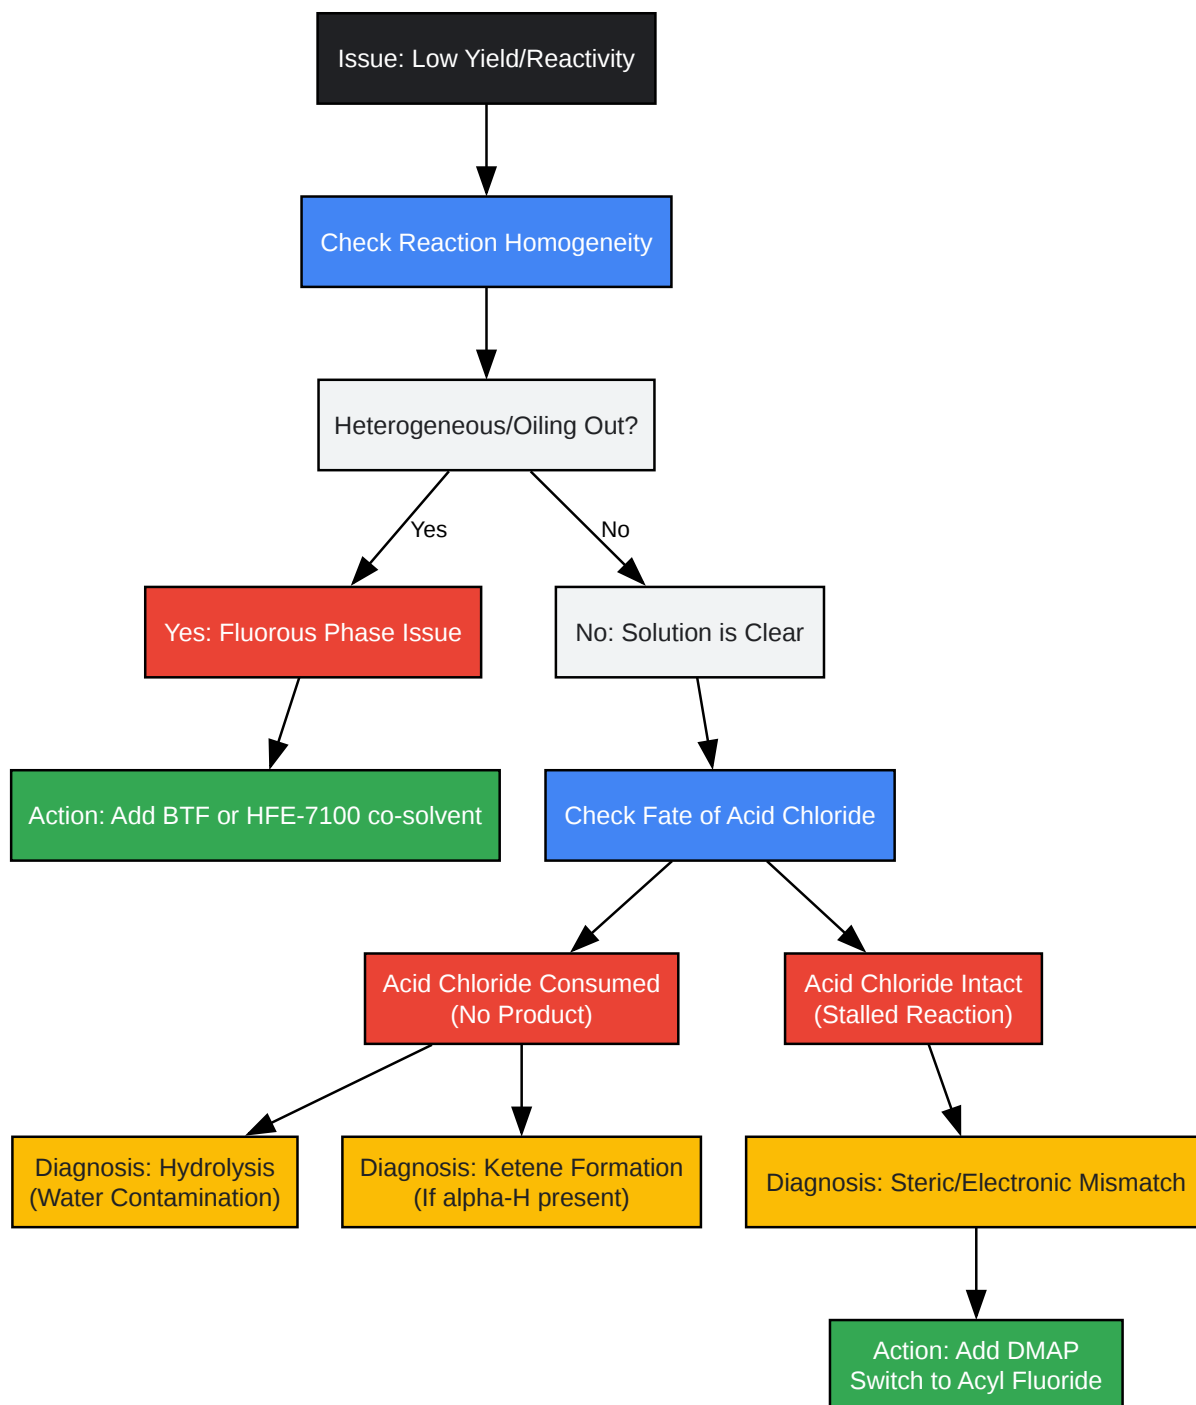 Issue: Low Yield/Reactivity
Check Reaction Homogeneity
Heterogeneous/Oiling Out?
Yes
No
Yes: Fluorous Phase Issue
No: Solution is Clear
Action: Add BTF or HFE-7100 co-solvent
Check Fate of Acid Chloride
Acid Chloride Consumed
(No Product)
Acid Chloride Intact
(Stalled Reaction)
Diagnosis: Hydrolysis
(Water Contamination)
Diagnosis: Ketene Formation
(If alpha-H present)
Diagnosis: Steric/Electronic Mismatch
Action: Add DMAP
Switch to Acyl Fluoride